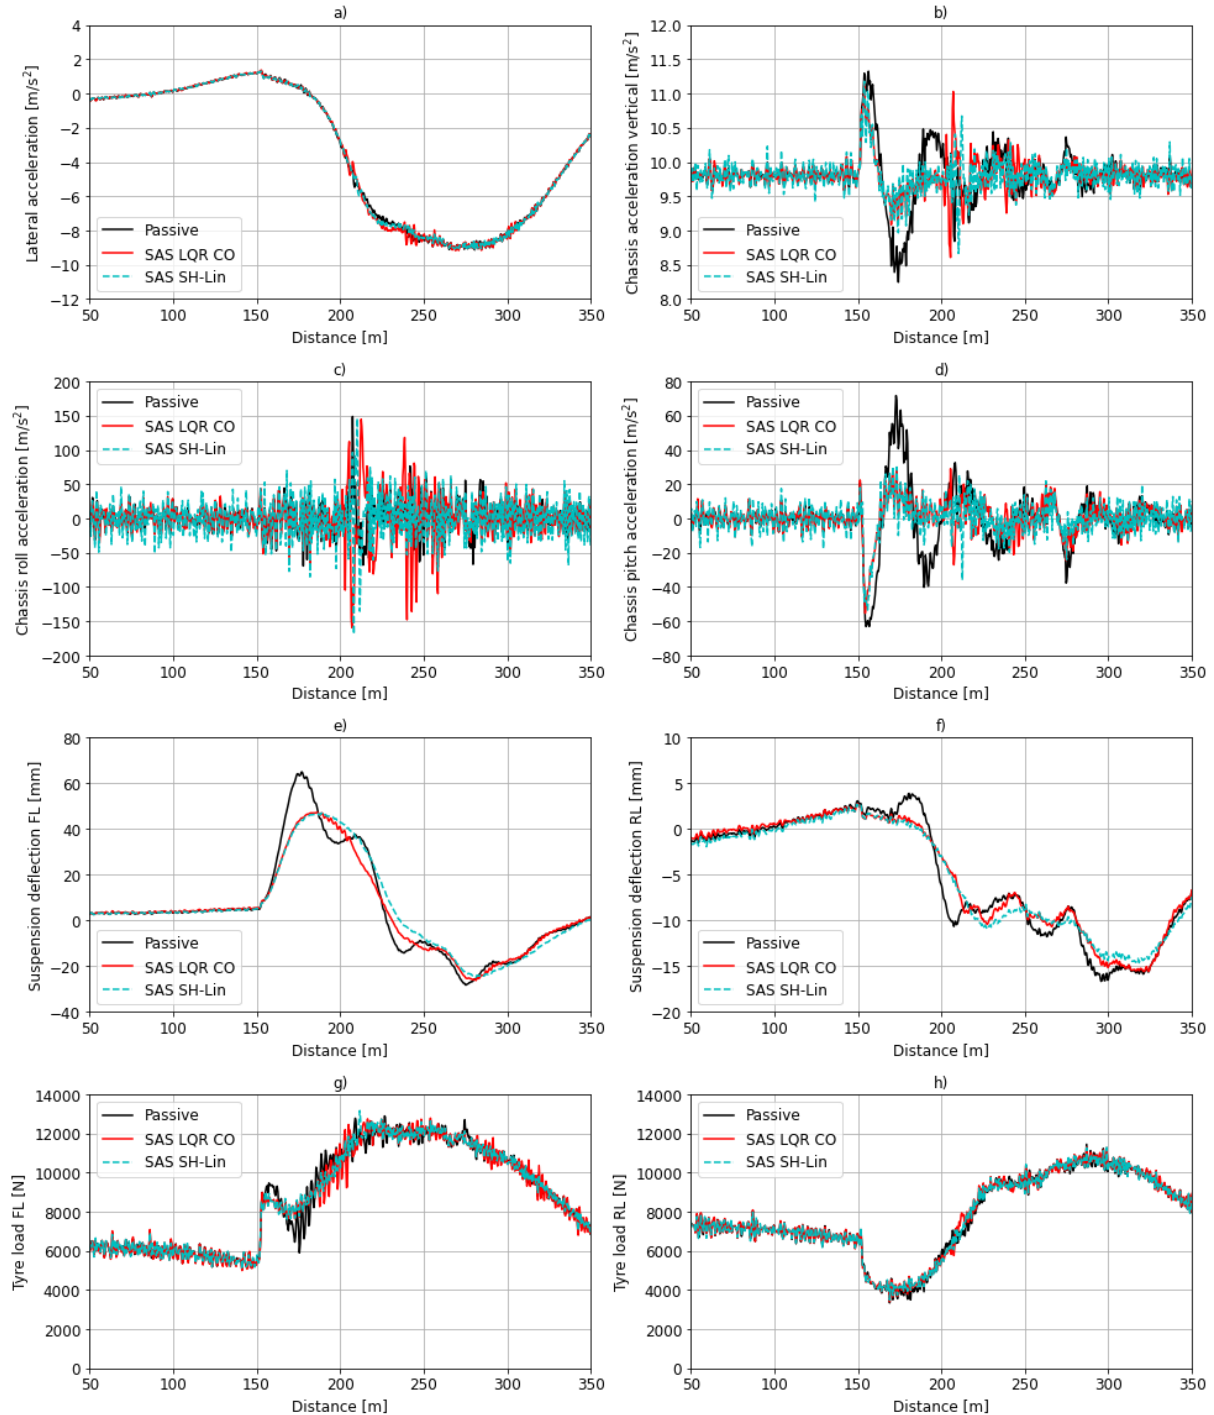 a)
4
2
0
−2
−4
−6
−8
−10
−12
Lateral acceleration [m/s²]
Passive
SAS LQR CO
SAS SH-Lin
50 100 150 200 250 300 350
Distance [m]
b)
12.0
11.5
11.0
10.5
10.0
9.5
9.0
8.5
8.0
Chassis acceleration vertical [m/s²]
Passive
SAS LQR CO
SAS SH-Lin
50 100 150 200 250 300 350
Distance [m]
c)
200
150
100
50
0
−50
−100
−150
−200
Chassis roll acceleration [m/s²]
Passive
SAS LQR CO
SAS SH-Lin
50 100 150 200 250 300 350
Distance [m]
d)
80
60
40
20
0
−20
−40
−60
−80
Chassis pitch acceleration [m/s²]
Passive
SAS LQR CO
SAS SH-Lin
50 100 150 200 250 300 350
Distance [m]
e)
80
60
40
20
0
−20
−40
Suspension deflection FL [mm]
Passive
SAS LQR CO
SAS SH-Lin
50 100 150 200 250 300 350
Distance [m]
f)
10
5
0
−5
−10
−15
−20
Suspension deflection RL [mm]
Passive
SAS LQR CO
SAS SH-Lin
50 100 150 200 250 300 350
Distance [m]
g)
14000
12000
10000
8000
6000
4000
2000
0
Tyre load FL [N]
Passive
SAS LQR CO
SAS SH-Lin
50 100 150 200 250 300 350
Distance [m]
h)
14000
12000
10000
8000
6000
4000
2000
0
Tyre load RL [N]
Passive
SAS LQR CO
SAS SH-Lin
50 100 150 200 250 300 350
Distance [m]